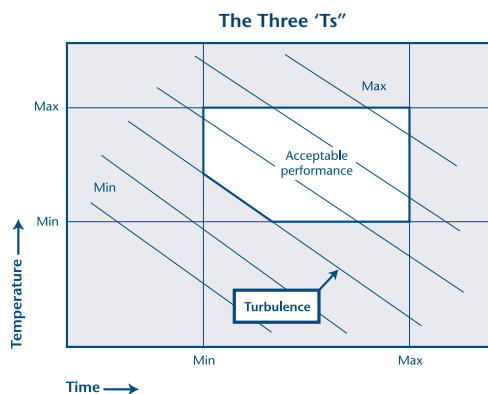 The Three ‘Ts”
Max
Max
Acceptable
performance
Min
Min
Temperature
Turbulence
Min
Max
Time